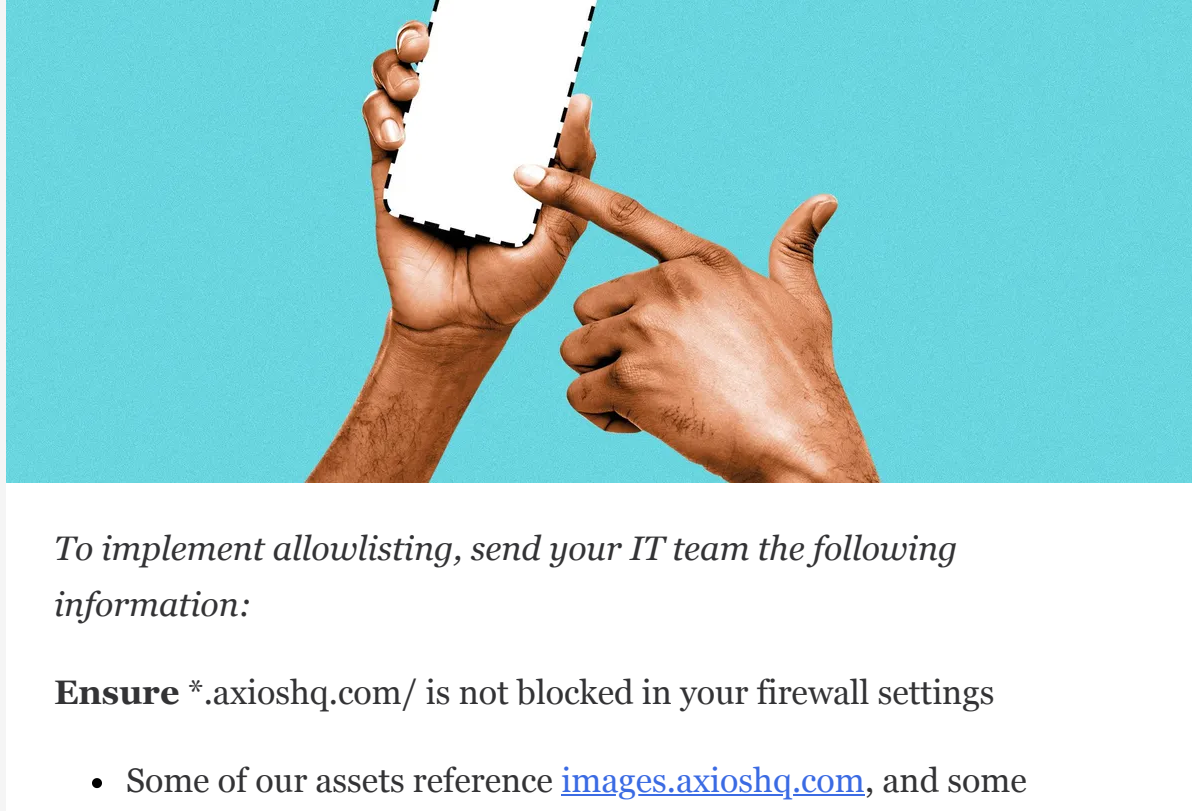 To implement allowlisting, send your IT team the following
information:
Ensure *.axioshq.com/ is not blocked in your firewall settings
Some of our assets reference images.axioshq.com, and some